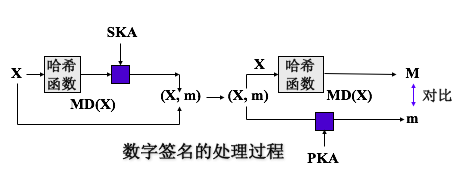 SKA
X
哈希
函数
MD(X)
(X, m)
(X, m)
X
哈希
函数
MD(X)
M
对比
m
PKA
数字签名的处理过程